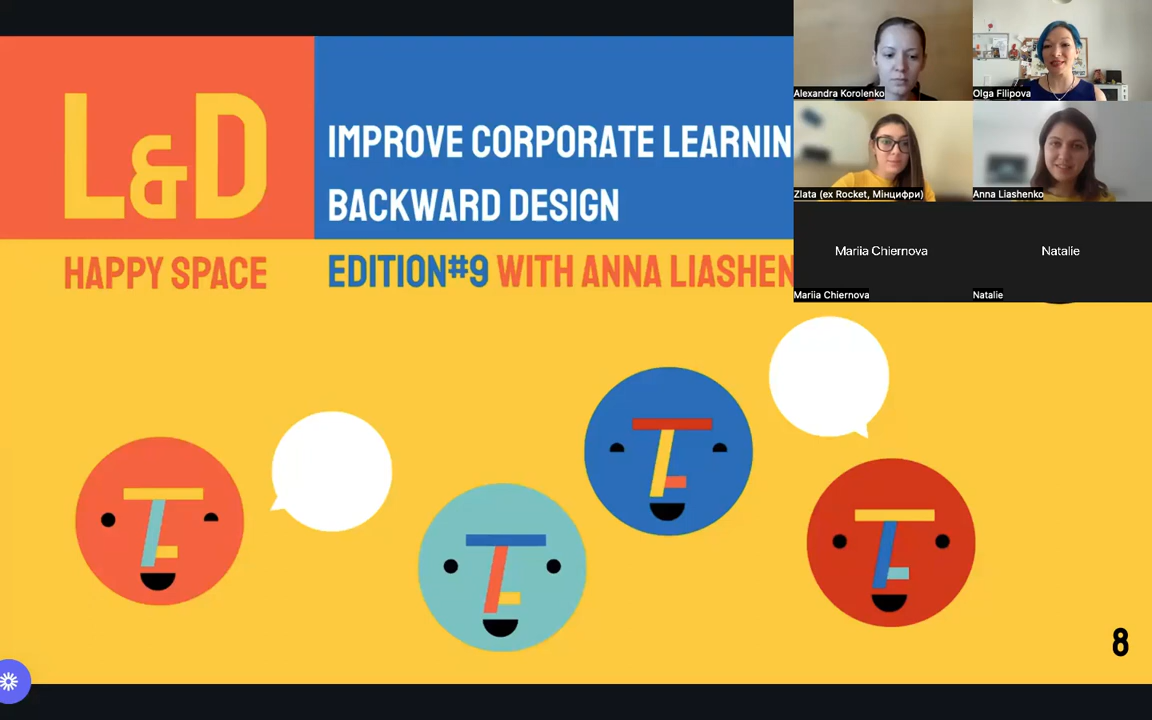 L&D
IMPROVE CORPORATE LEARNIN
BACKWARD DESIGN
HAPPY SPACE
EDITION#9 WITH ANNA LIASHEN
Alexandra Korolenko
Olga Filipova
Zlata (ex Rocket, Мінцифри)
Anna Liashenko
Mariia Chiernova
Natalie
Mariia Chiernova
Natalie
8